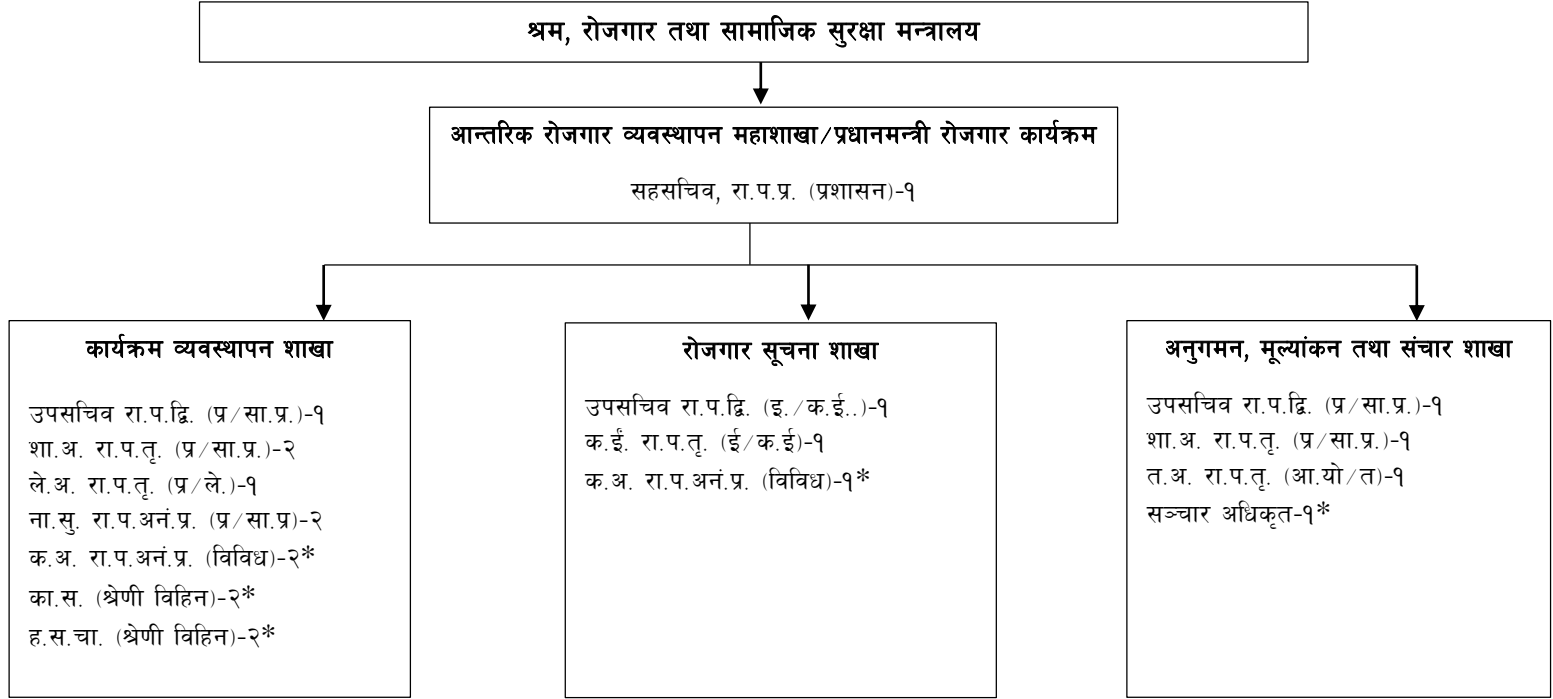 श्रम, रोजगार तथा सामाजिक सुरक्षा मन्त्रालय
आन्तरिक रोजगार व्यवस्थापन महाशाखा/प्रधानमन्त्री रोजगार कार्यक्रम
सहसचिव, रा.प.प्र. (प्रशासन)-१
कार्यक्रम व्यवस्थापन शाखा
उपसचिव रा.प.द्वि. (प्र/सा.प्र.)-१
शा.अ. रा.प.तृ. (प्र/सा.प्र.)-२
ले.अ. रा.प.तृ. (प्र/ले.)-१
ना.सु. रा.प.अनं.प्र. (प्र/सा.प्र)-२
क.अ. रा.प.अनं.प्र. (विविध)-२*
का.स. (श्रेणी विहिन)-२*
ह.स.चा. (श्रेणी विहिन)-२*
रोजगार सूचना शाखा
उपसचिव रा.प.द्वि. (इ./क.ई..)-१
क.ईं. रा.प.तृ. (ई/क.ई)-१
क.अ. रा.प.अनं.प्र. (विविध)-१*
अनुगमन, मूल्यांकन तथा संचार शाखा
उपसचिव रा.प.द्वि. (प्र/सा.प्र.)-१
शा.अ. रा.प.तृ. (प्र/सा.प्र.)-१
त.अ. रा.प.तृ. (आ.यो/त)-१
सञ्चार अधिकृत-१*